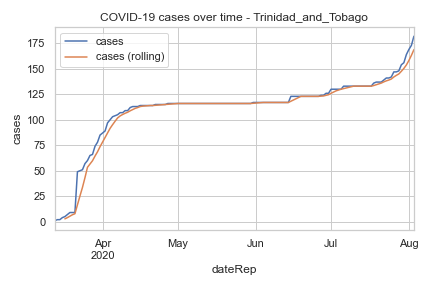 COVID-19 cases over time - Trinidad_and_Tobago
cases
cases (rolling)
175
150
125
100
75
50
25
0
cases
Apr
2020
May
Jun
Jul
Aug
dateRep